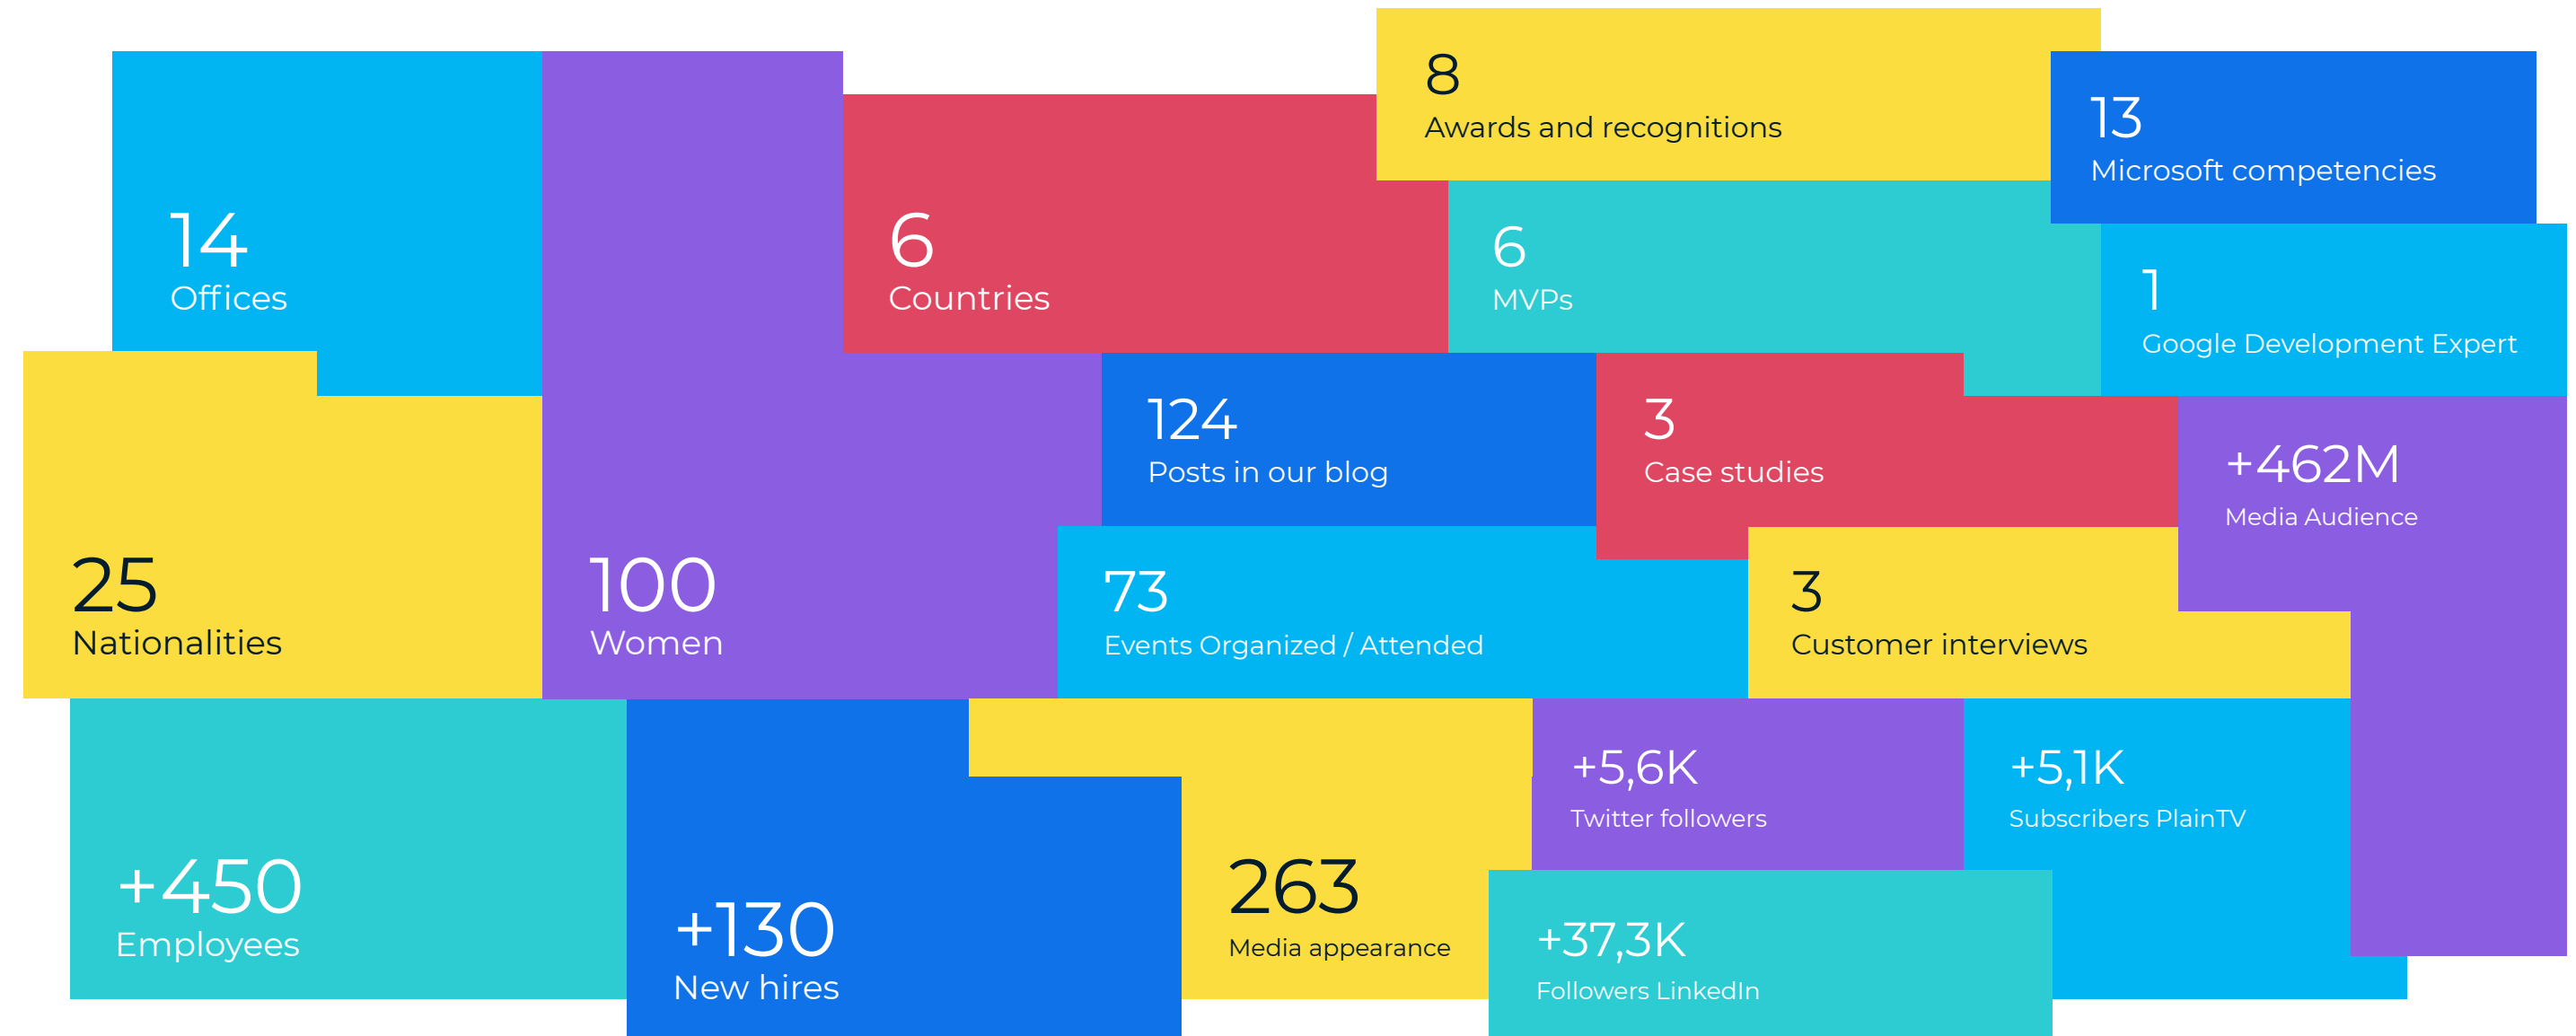 8
Awards and recognitions
13
Microsoft competencies
14
Offices
6
Countries
6
MVPs
1
Google Development Expert
124
Posts in our blog
3
Case studies
+462M
Media Audience
25
Nationalities
100
Women
73
Events Organized / Attended
3
Customer interviews
+5,6K
Twitter followers
+5,1K
Subscribers PlainTV
+450
Employees
+130
New hires
263
Media appearance
+37,3K
Followers LinkedIn